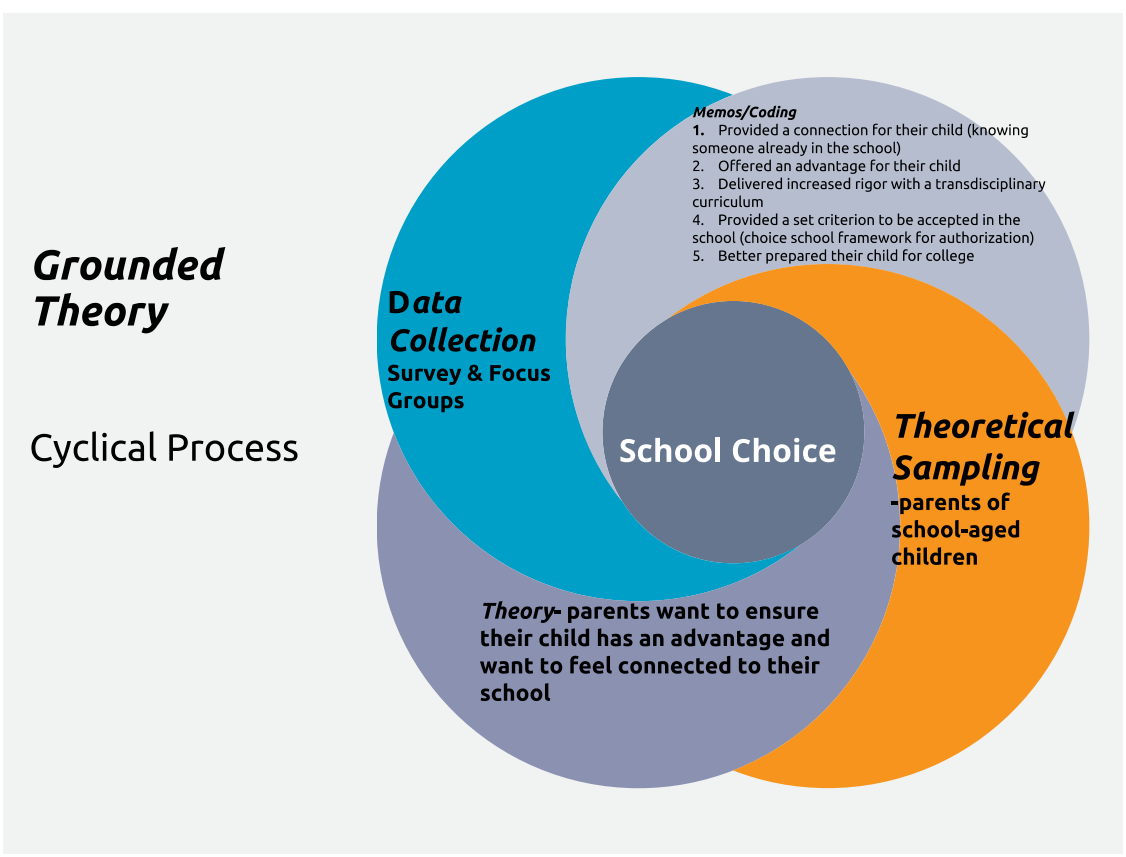 Grounded
Theory
Cyclical Process
Data
Collection
Survey & Focus
Groups
Memos/Coding
1. Provided a connection for their child (knowing
someone already in the school)
2. Offered an advantage for their child
3. Delivered increased rigor with a transdisciplinary
curriculum
4. Provided a set criterion to be accepted in the
school (choice school framework for authorization)
5. Better prepared their child for college
School Choice
Theoretical
Sampling
-parents of
school-aged
children
Theory- parents want to ensure
their child has an advantage and
want to feel connected to their
school